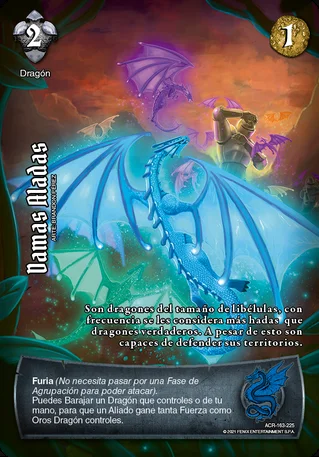 2
1
Dragón
Damas Aladas
ARTE: BRANDON PÉREZ
Son dragones del tamaño de libélulas, con
frecuencia se les considera más hadas que
dragones verdaderos. A pesar de esto son
capaces de defender sus territorios.
Furia (No necesita pasar por una Fase de
Agrupación para poder atacar).
Puedes Barajar un Dragón que controles o de tu
mano, para que un Aliado gane tanta Fuerza como
Oros Dragón controles.
ACR-163-225
© 2021 FENIX ENTERTAINMENT S.P.A.